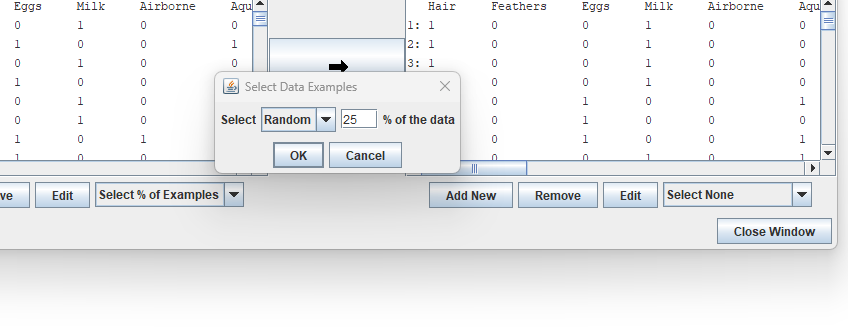 Eggs Milk Airborne Aqu
0 1 0 0
1 0 0 1
0 1 0 0
1 0 0
0 1 0
1 0 0
1 0 1
0 1 0
Hair Feathers Eggs Milk Airborne Aqu
1: 1 0 0 1 0 0
2: 1 0 0 1 0 0
3: 1 0 0 1 0 0
0 0 1 0 0
0 1 0 0 1
0 1 0 0 1
0 1 0 0 1
0 0 1 0 0
Select Data Examples
Select Random 25 % of the data
OK Cancel
ve Edit Select % of Examples
Add New Remove Edit Select None
Close Window